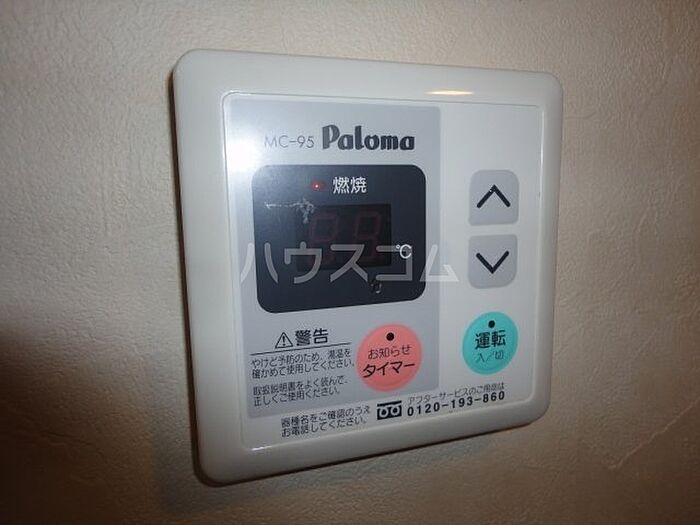 MC-95 Paloma
燃焼
88
℃
ハウスコム
警告
やけど予防のため、湯温を
確かめて使用してください。
取扱説明書をよく読んで、
正しくご使用ください。
お知らせ
タイマー
運転
入/切
器種名をご確認のうえ
お電話してください。
アフターサービスのご用命は
0120-193-860